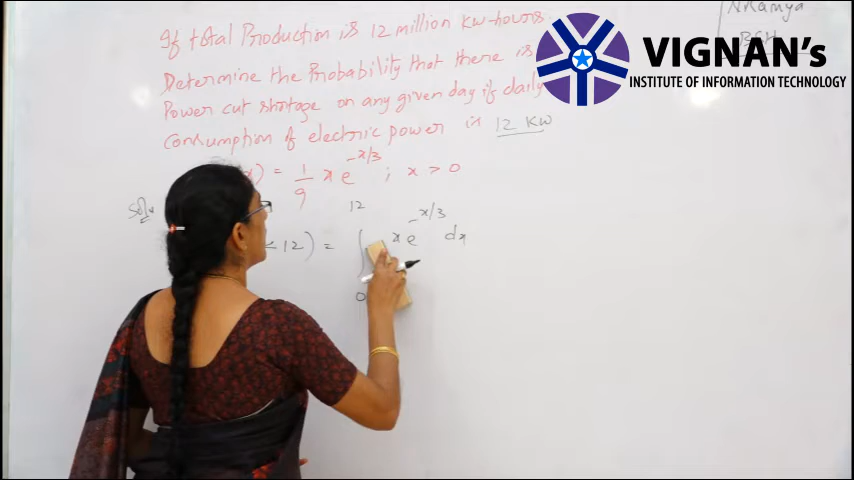 If total Production is 12 million kw-hours
Determine the Probability that there is
Power cut shotage on any given day if daily
Consumption of electric power is 12 KW
x) = 1/9 x e^-x/3 ; x > 0
Soln
< 12) = ∫ 0 12 x e^-x/3 dx
VIGNAN's
INSTITUTE OF INFORMATION TECHNOLOGY